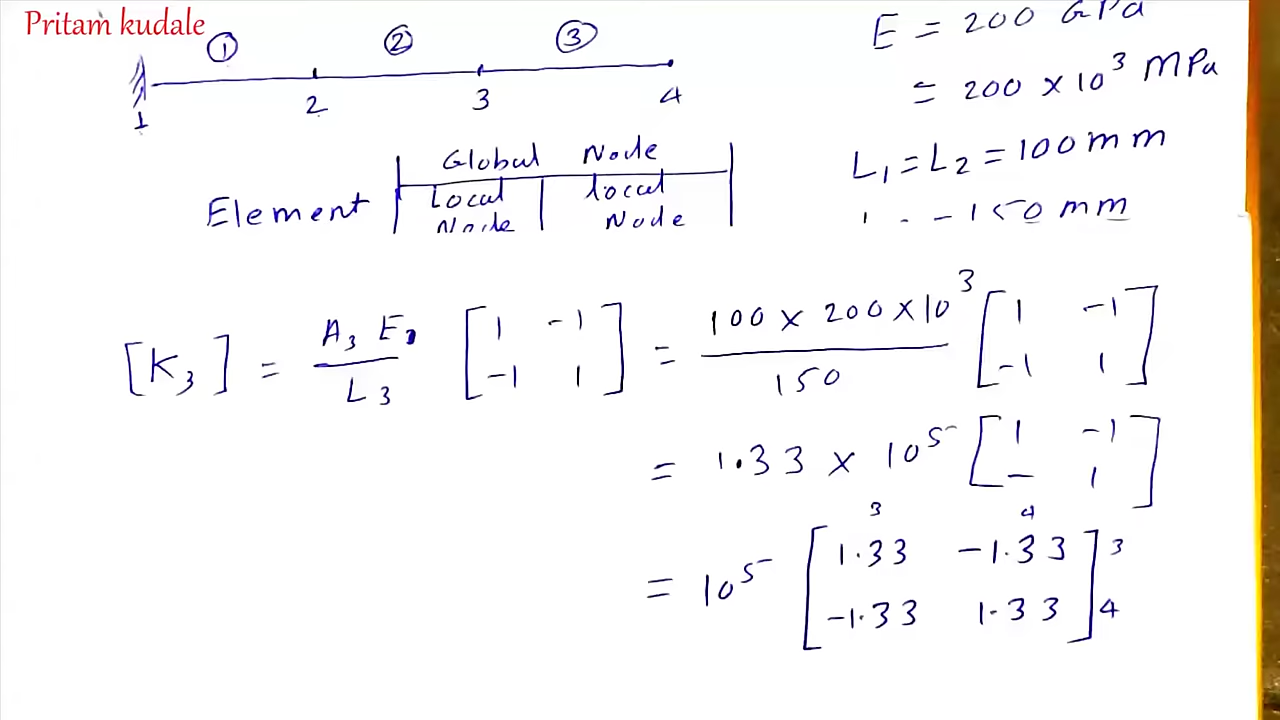 Pritam kudale
① ② ③
1 2 3 4
E = 200 GPa
= 200 × 10³ MPa
L₁ = L₂ = 100 mm
= 150 mm
Global Node
Element Local Node Local Node
[K₃] = A₃ E₃ / L₃ [1 -1; -1 1] = 100 × 200 × 10³ / 150 [1 -1; -1 1]
= 1.33 × 10⁵ [1 -1; - 1]
3 4
= 10⁵ [1.33 -1.33; -1.33 1.33] 3 4